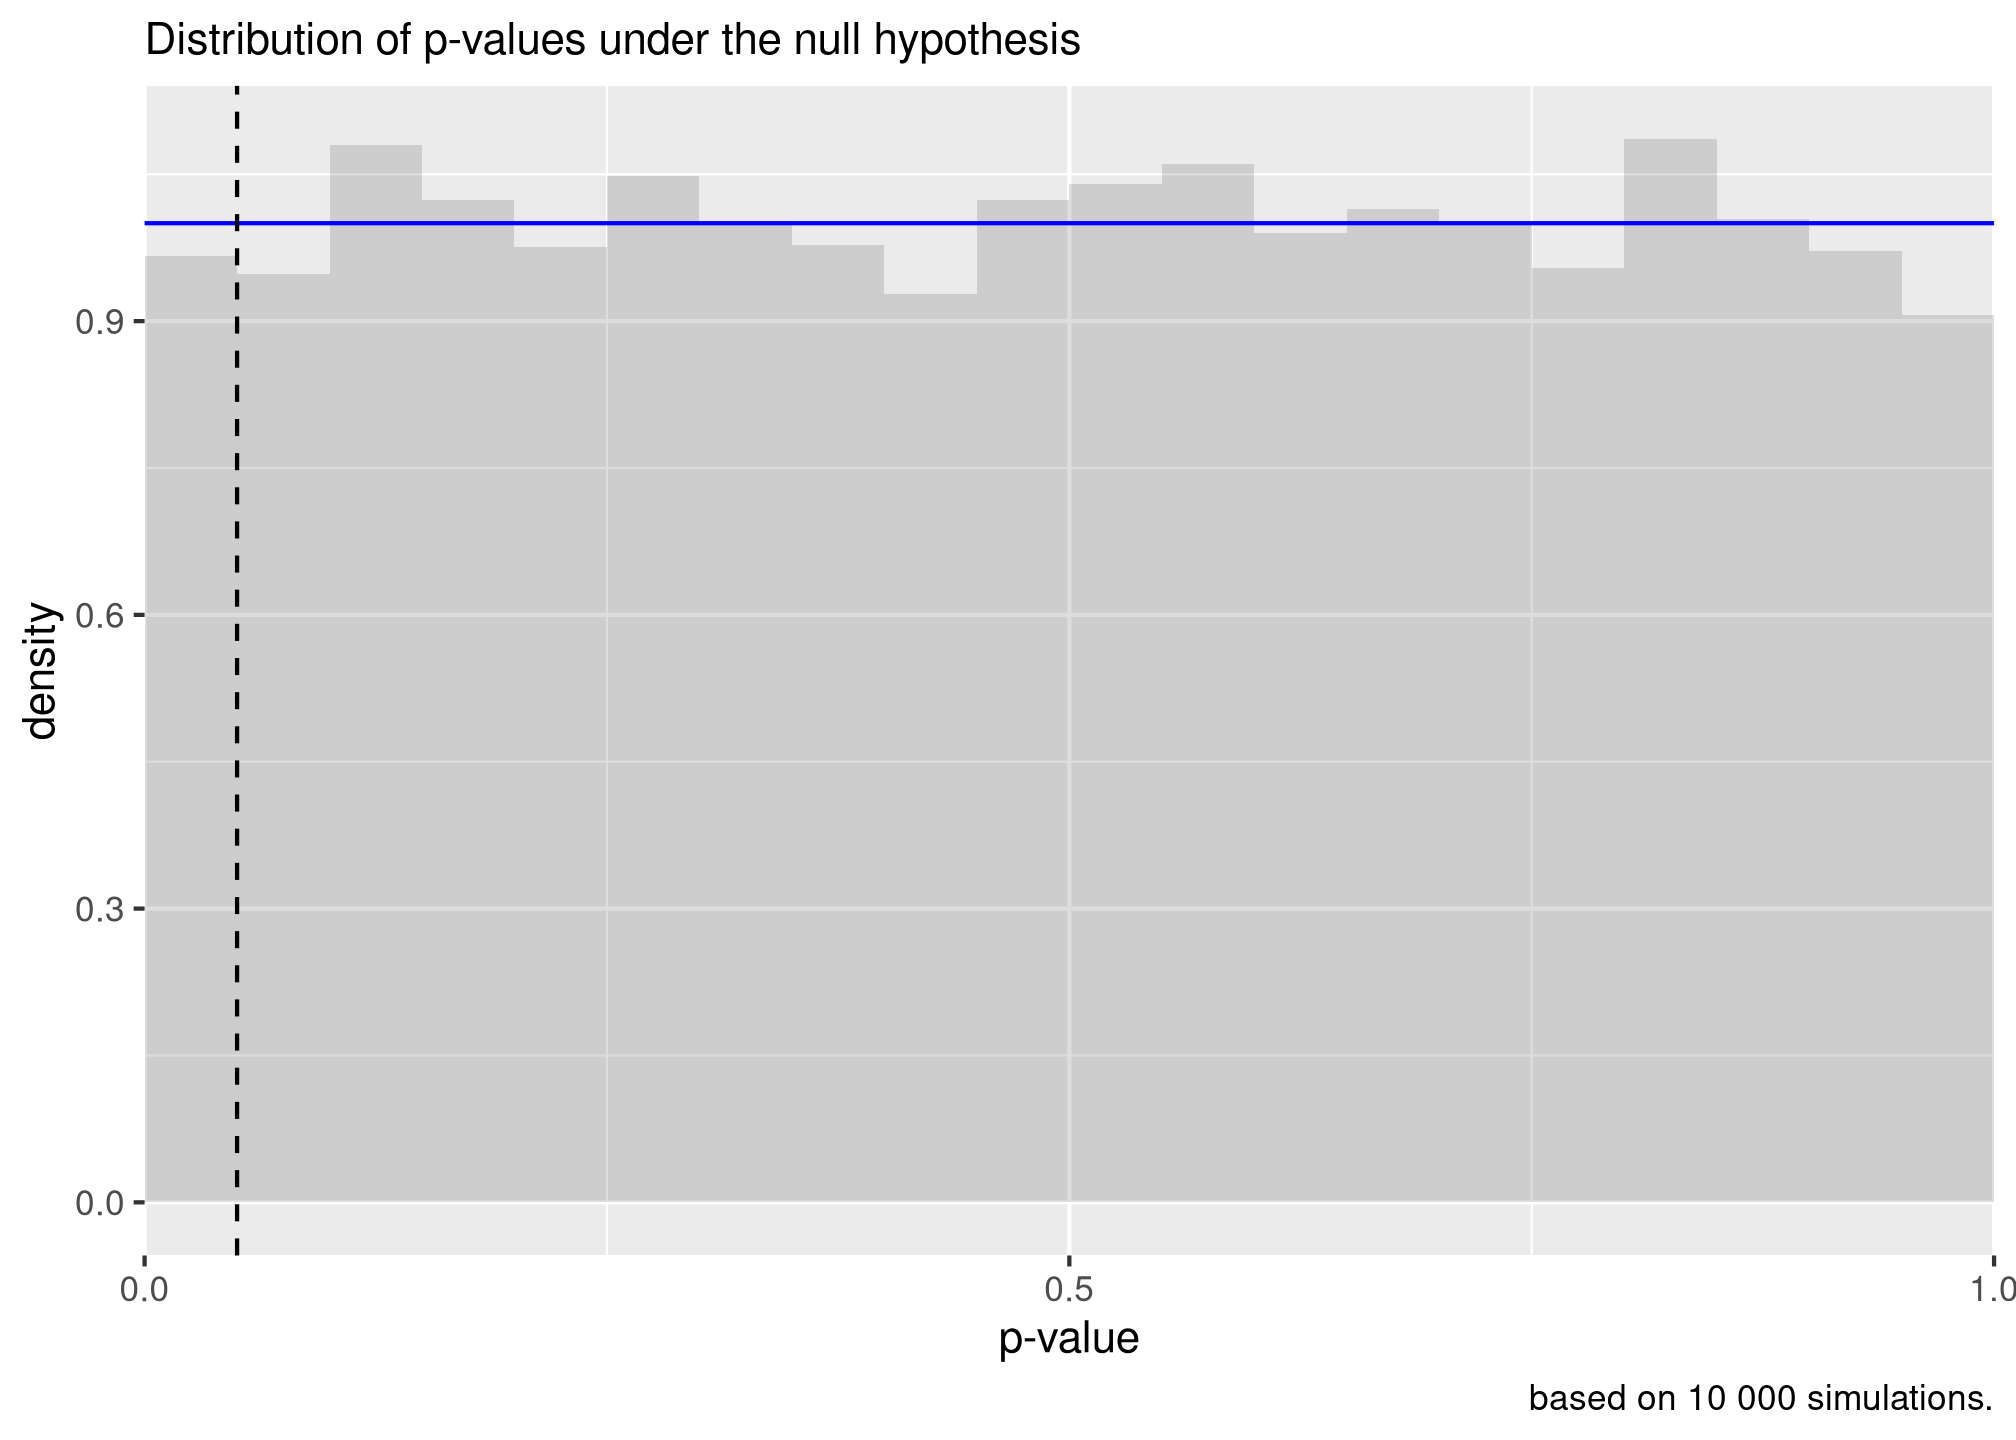 Distribution of p-values under the null hypothesis
density
0.9
0.6
0.3
0.0
0.0 0.5 1.0
p-value
based on 10 000 simulations.